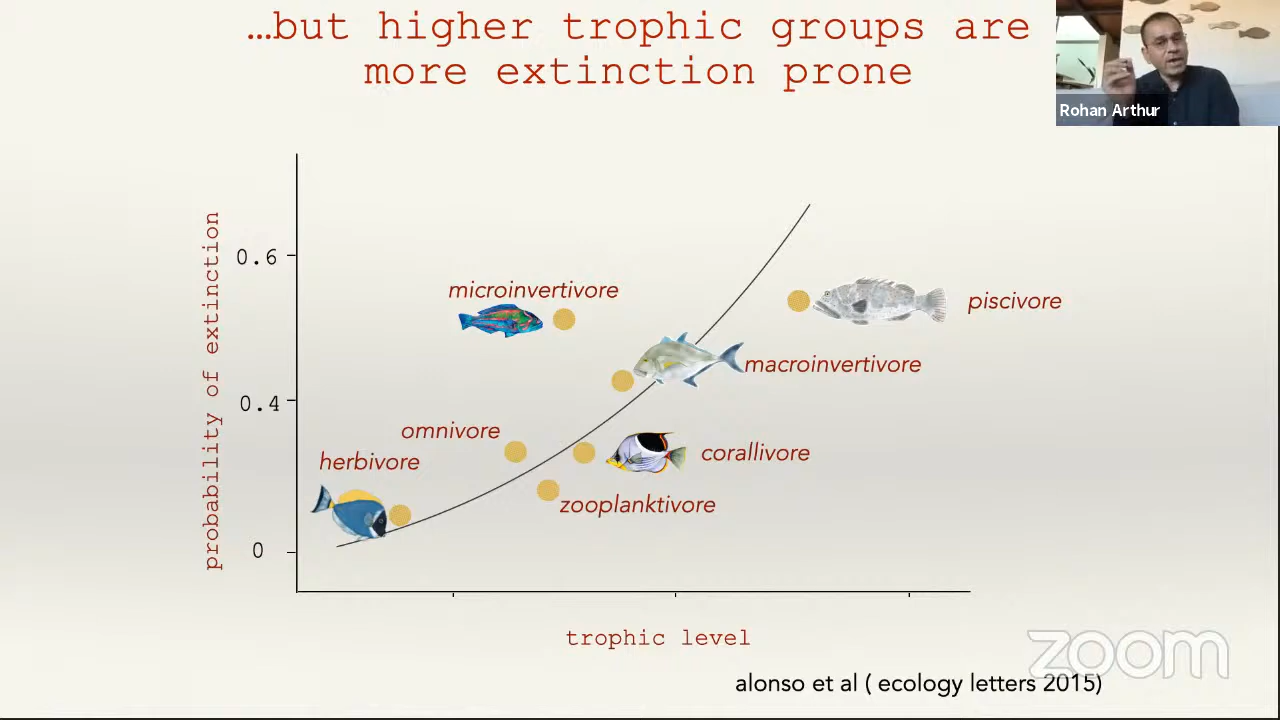 …but higher trophic groups are
more extinction prone
Rohan Arthur
probability of extinction
0.6
0.4
0
microinvertivore
piscivore
macroinvertivore
omnivore
corallivore
herbivore
zooplanktivore
trophic level
zoom
alonso et al ( ecology letters 2015)